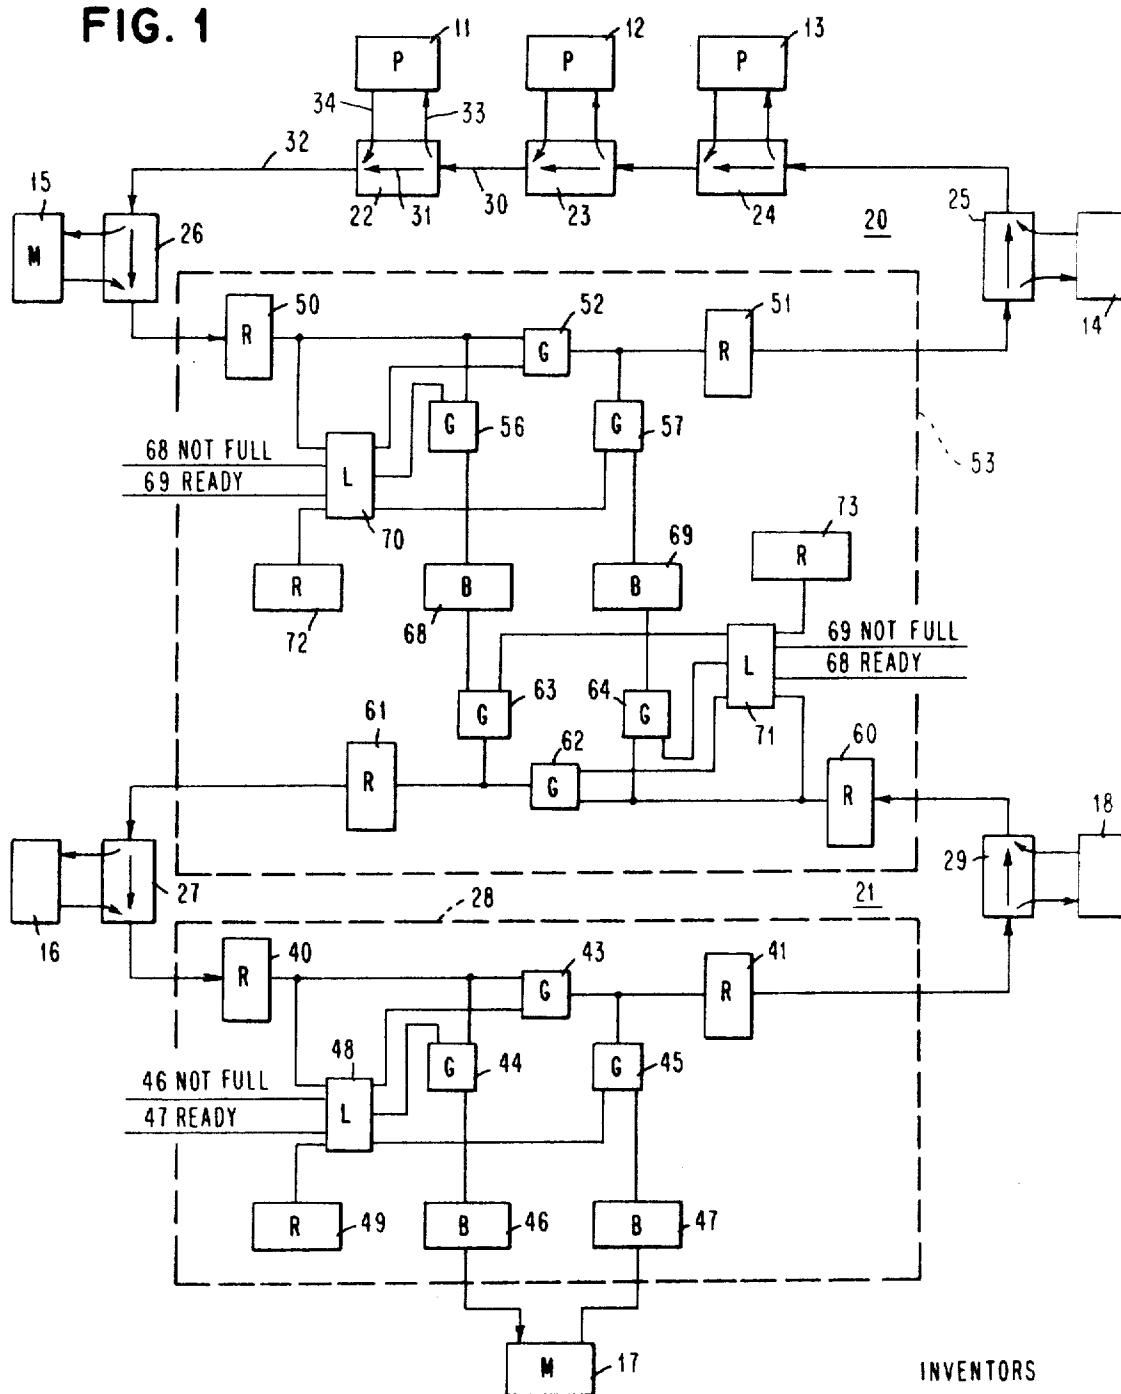 FIG. 1
11 12 13
P P P
34 33
32
22 31 30 23 24
15 20 25
26
M
14
50 52 51
R G R
56 57
G G
68 NOT FULL
69 READY
L
70
53
73
R
69
R B B
72 68
69 NOT FULL
68 READY
L
71
63 64
G G
61 62 60
R G R
18
29
27
16
28 21
40 43 41
R G R
48 44 45
G G
46 NOT FULL
47 READY
L
R 49 B 46 B 47
M 17
INVENTORS